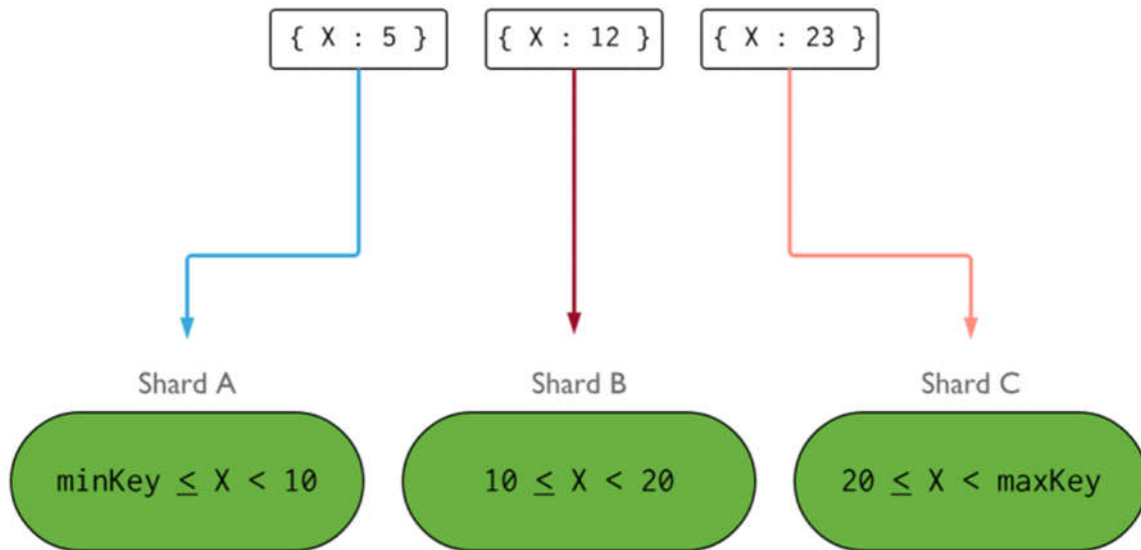 { X : 5 } { X : 12 } { X : 23 }
Shard A Shard B Shard C
minKey ≤ X < 10 10 ≤ X < 20 20 ≤ X < maxKey